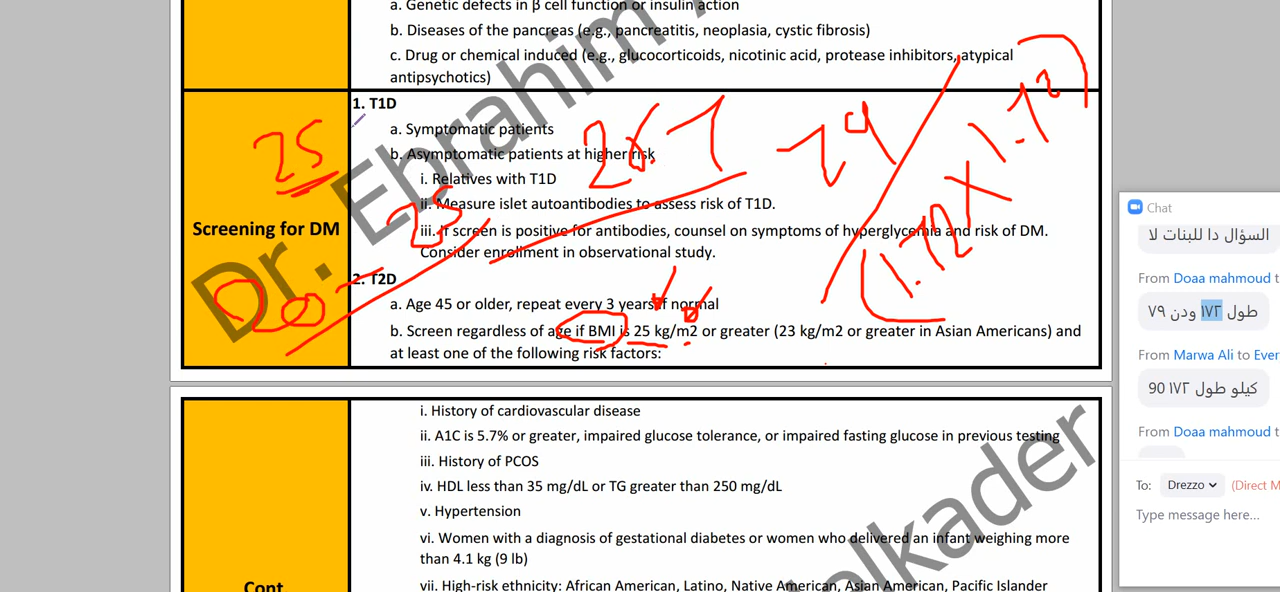 a. Genetic defects in β cell function or insulin action
b. Diseases of the pancreas (e.g., pancreatitis, neoplasia, cystic fibrosis)
c. Drug or chemical induced (e.g., glucocorticoids, nicotinic acid, protease inhibitors, atypical
antipsychotics)
Screening for DM
1. T1D
a. Symptomatic patients
b. Asymptomatic patients at higher risk
i. Relatives with T1D
ii. Measure islet autoantibodies to assess risk of T1D.
iii. If screen is positive for antibodies, counsel on symptoms of hyperglycemia and risk of DM.
Consider enrollment in observational study.
2. T2D
a. Age 45 or older, repeat every 3 years if normal
b. Screen regardless of age if BMI is 25 kg/m2 or greater (23 kg/m2 or greater in Asian Americans) and
at least one of the following risk factors:
25
26.7
25
79
(1.72 X 1.72)
Cont
i. History of cardiovascular disease
ii. A1C is 5.7% or greater, impaired glucose tolerance, or impaired fasting glucose in previous testing
iii. History of PCOS
iv. HDL less than 35 mg/dL or TG greater than 250 mg/dL
v. Hypertension
vi. Women with a diagnosis of gestational diabetes or women who delivered an infant weighing more
than 4.1 kg (9 lb)
vii. High-risk ethnicity: African American, Latino, Native American, Asian American, Pacific Islander
Dr. Ebrahim
alkader
Chat
السؤال دا للبنات لا
From Doaa mahmoud t
طول ١٧٢ ودن ٧٩
From Marwa Ali to Ever
90 كيلو طول ١٧٢
From Doaa mahmoud t
To: Drezzo (Direct M
Type message here...